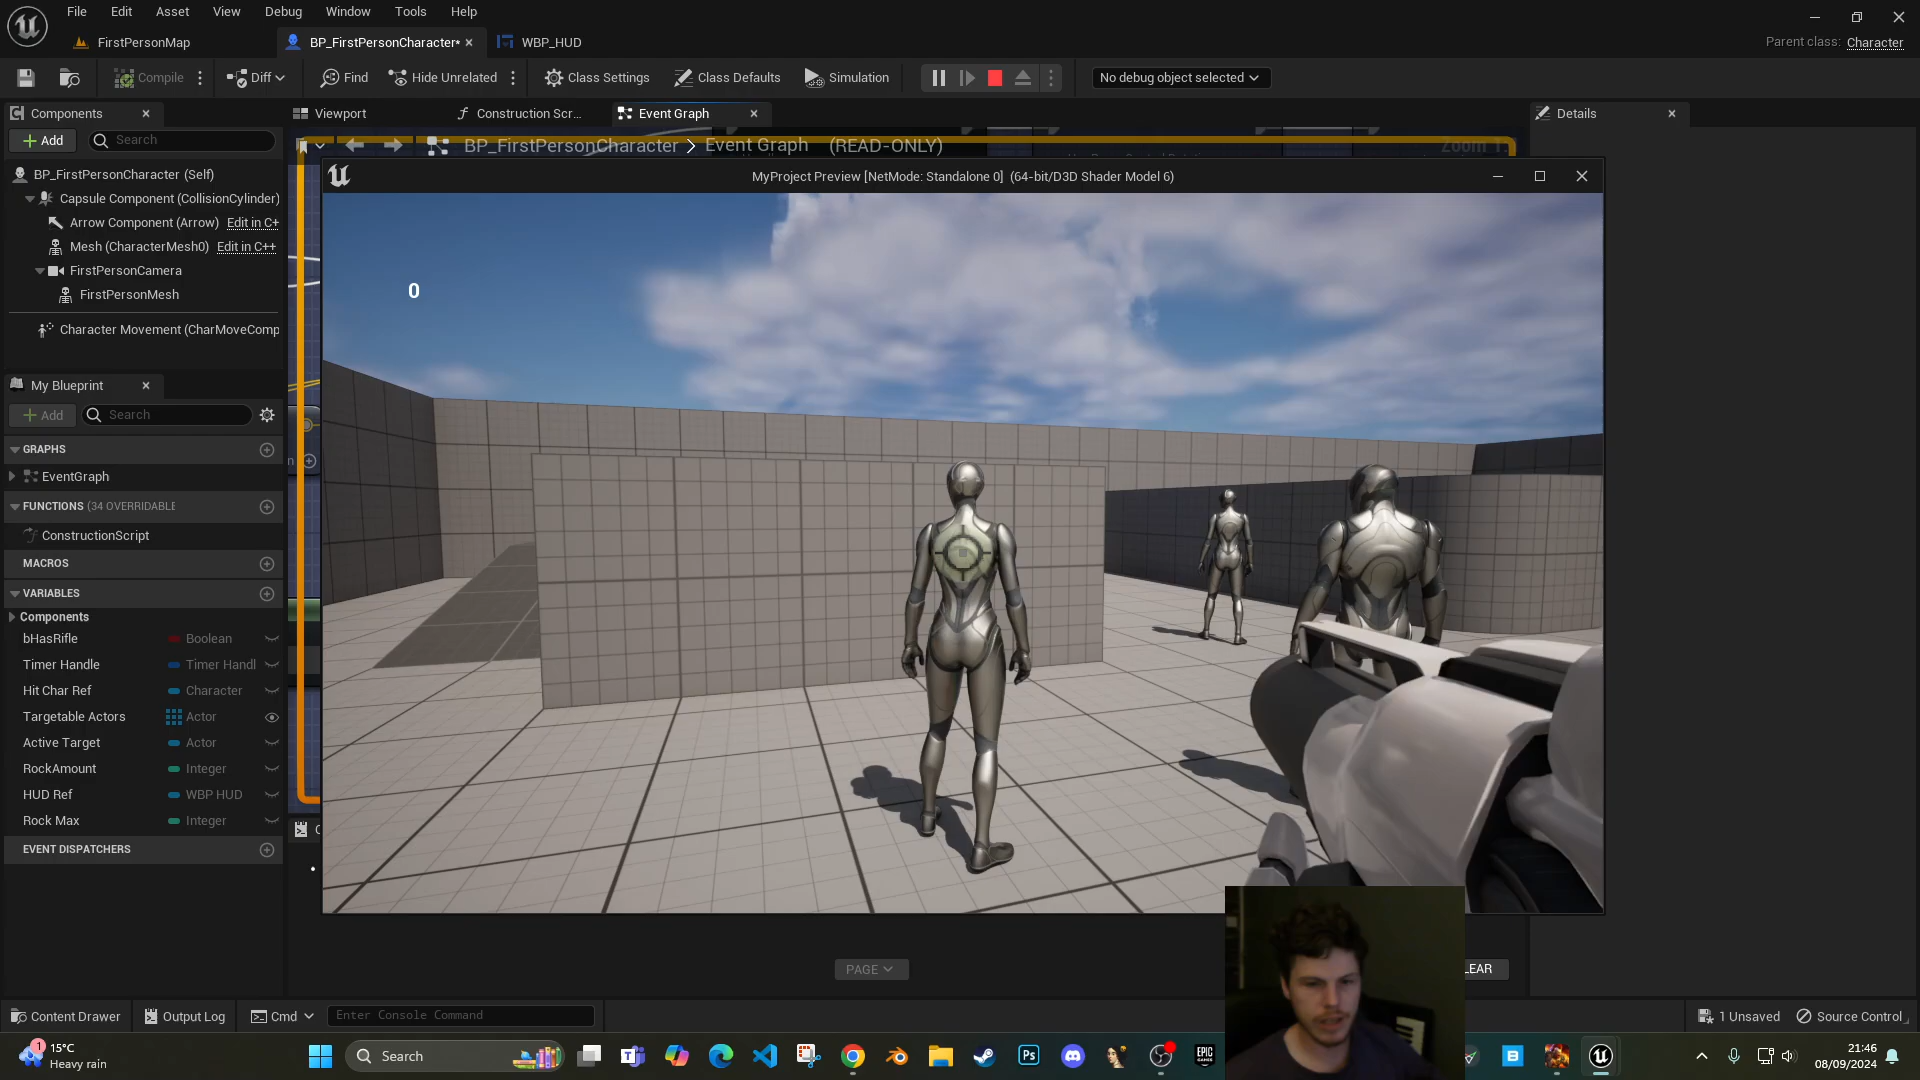 File Edit Asset View Debug Window Tools Help
FirstPersonMap BP_FirstPersonCharacter* WBP_HUD
Parent class: Character
Compile Diff Find Hide Unrelated Class Settings Class Defaults Simulation No debug object selected
Components Viewport Construction Scr... Event Graph Details
Add Search
BP_FirstPersonCharacter > Event Graph (READ-ONLY)
MyProject Preview [NetMode: Standalone 0] (64-bit/D3D Shader Model 6)
BP_FirstPersonCharacter (Self)
Capsule Component (CollisionCylinder)
Arrow Component (Arrow) Edit in C+
Mesh (CharacterMesh0) Edit in C++
FirstPersonCamera
FirstPersonMesh
Character Movement (CharMoveComp
0
My Blueprint
Add Search
GRAPHS
EventGraph
FUNCTIONS (34 OVERRIDABLE
ConstructionScript
MACROS
VARIABLES
Components
bHasRifle Boolean
Timer Handle Timer Handl
Hit Char Ref Character
Targetable Actors Actor
Active Target Actor
RockAmount Integer
HUD Ref WBP HUD
Rock Max Integer
EVENT DISPATCHERS
PAGE
LEAR
Content Drawer Output Log Cmd Enter Console Command
1 Unsaved Source Control
1
15°C
Heavy rain
Search
Ps
EPIC
GAMES
B
21:46
08/09/2024